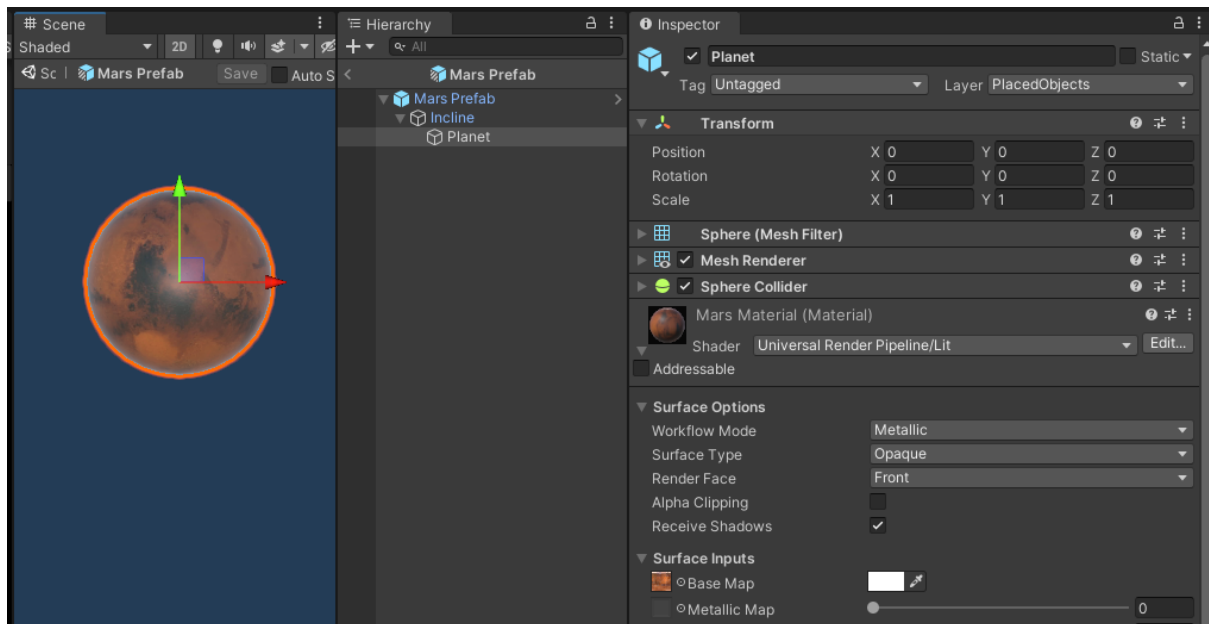 Scene
Shaded
2D
Sc
Mars Prefab
Save
Auto S
Hierarchy
All
Mars Prefab
Mars Prefab
Incline
Planet
Inspector
Planet
Static
Tag Untagged
Layer PlacedObjects
Transform
Position X 0 Y 0 Z 0
Rotation X 0 Y 0 Z 0
Scale X 1 Y 1 Z 1
Sphere (Mesh Filter)
Mesh Renderer
Sphere Collider
Mars Material (Material)
Shader Universal Render Pipeline/Lit Edit...
Addressable
Surface Options
Workflow Mode Metallic
Surface Type Opaque
Render Face Front
Alpha Clipping
Receive Shadows
Surface Inputs
Base Map
Metallic Map 0